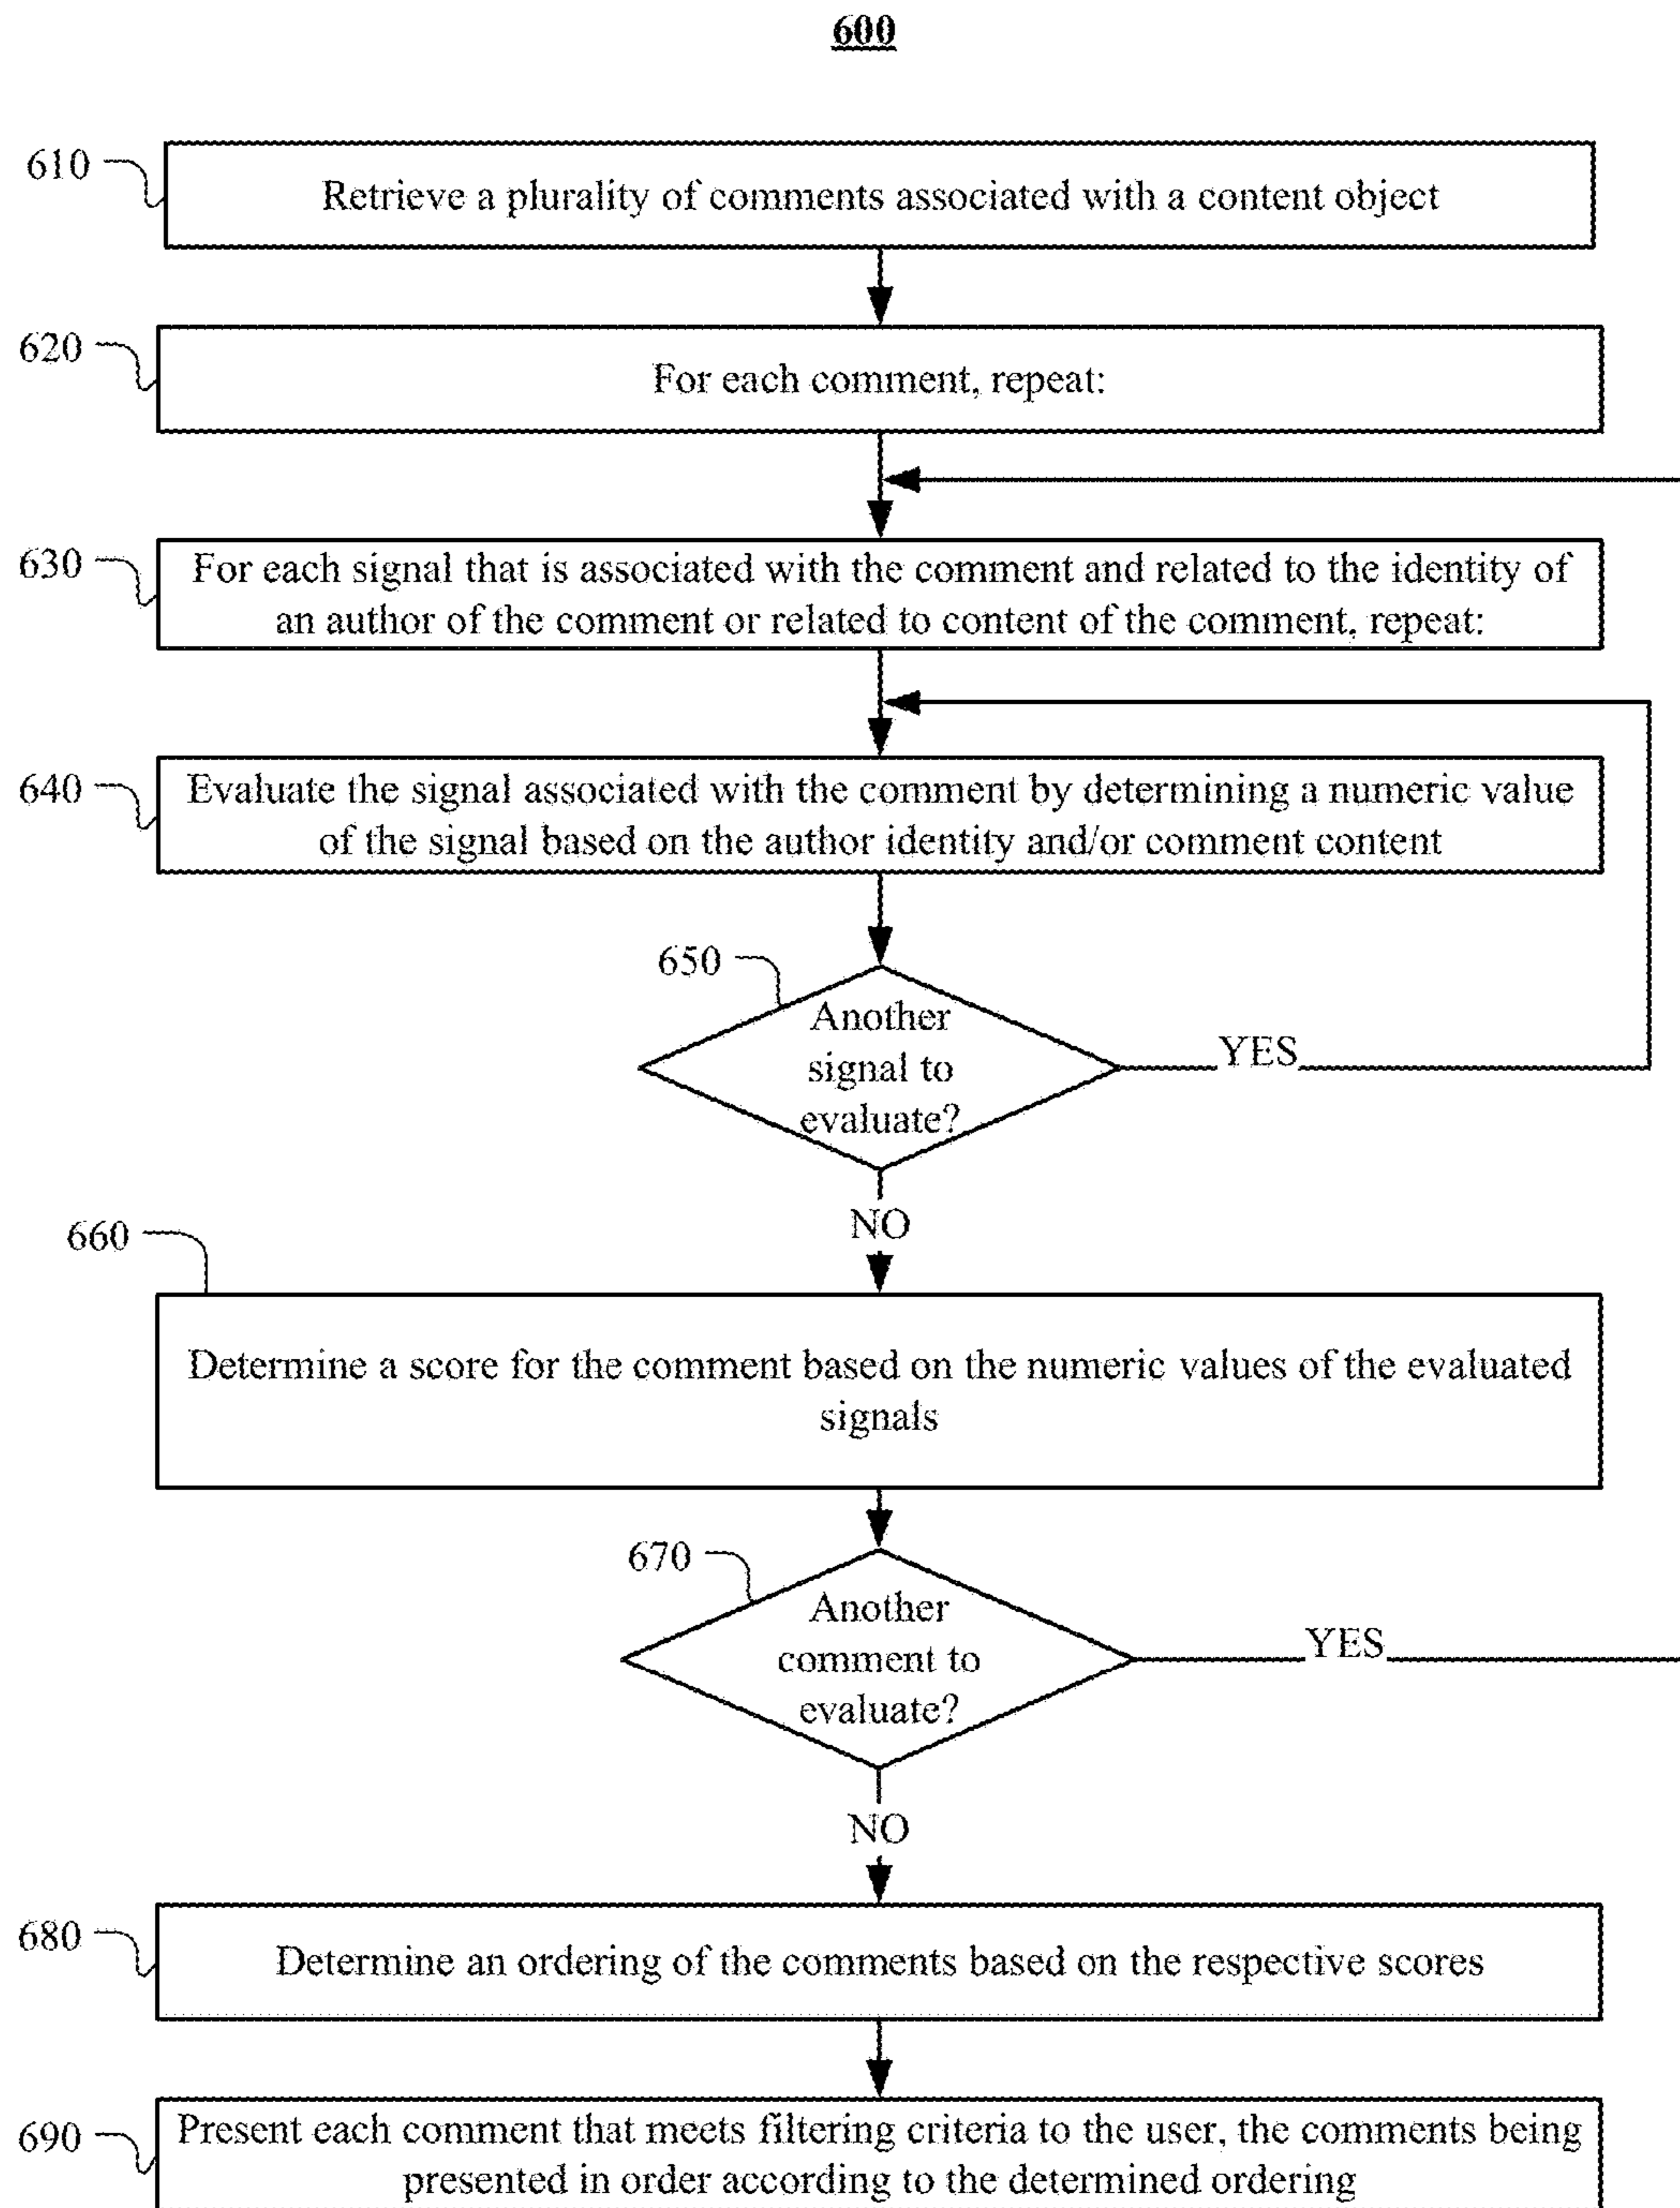 600
610
Retrieve a plurality of comments associated with a content object
620
For each comment, repeat:
630
For each signal that is associated with the comment and related to the identity of
an author of the comment or related to content of the comment, repeat:
640
Evaluate the signal associated with the comment by determining a numeric value
of the signal based on the author identity and/or comment content
650
Another
signal to
evaluate?
YES
NO
660
Determine a score for the comment based on the numeric values of the evaluated
signals
670
Another
comment to
evaluate?
YES
NO
680
Determine an ordering of the comments based on the respective scores
690
Present each comment that meets filtering criteria to the user, the comments being
presented in order according to the determined ordering